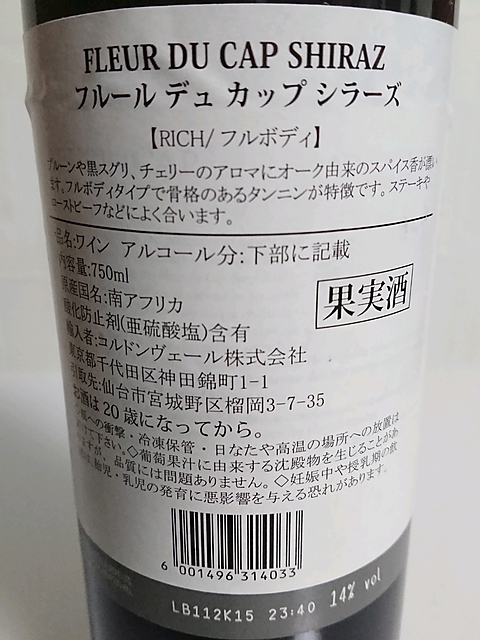 FLEUR DU CAP SHIRAZ
フルール デュ カップ シラーズ
【RICH/フルボディ】
プルーンや黒スグリ、チェリーのアロマにオーク由来のスパイス香が漂い
ます。フルボディタイプで骨格のあるタンニンが特徴です。ステーキや
ローストビーフなどによく合います。
品名:ワイン アルコール分:下部に記載
内容量:750ml
原産国名:南アフリカ
果実酒
酸化防止剤(亜硫酸塩)含有
輸入者:コルドンヴェール株式会社
東京都千代田区神田錦町1-1
引取先:仙台市宮城野区榴岡3-7-35
お酒は20歳になってから。
への衝撃・冷凍保管・日なたや高温の場所への放置は
下さい。◇葡萄果汁に由来する沈殿物を生じることがあ
ますが、品質には問題ありません。◇妊娠中や授乳期の飲
胎児・乳児の発育に悪影響を与える恐れがあります。
6 001496 314033
LB112K15 23:40 14% vol